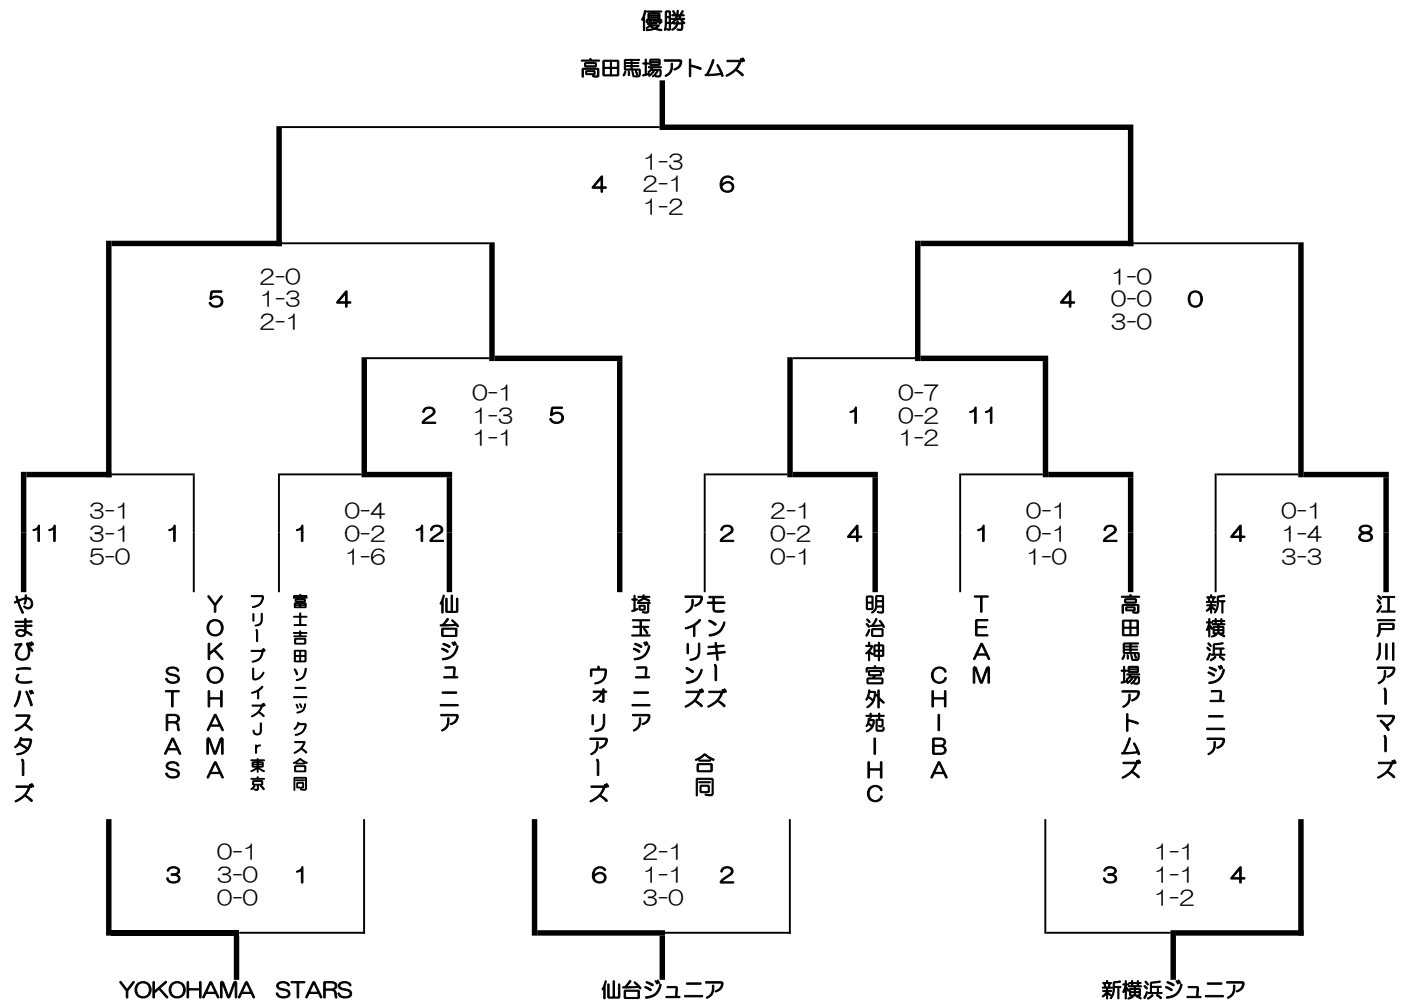 優勝
高田馬場アトムズ
1-3
4 2-1 6
1-2
2-0
5 1-3 4
2-1
1-0
4 0-0 0
3-0
0-1
2 1-3 5
1-1
0-7
1 0-2 11
1-2
3-1
11 3-1 1
5-0
0-4
1 0-2 12
1-6
2-1
2 0-2 4
0-1
0-1
1 0-1 2
1-0
0-1
4 1-4 8
3-3
やまびこバスターズ
YOKOHAMA
STRAS
富士吉田ソニックス合同
フリーブレイズJr東京
仙台ジュニア
埼玉ジュニア
ウォリアーズ
モンキーズ
アイリンズ 合同
明治神宮外苑IHC
TEAM
CHIBA
高田馬場アトムズ
新横浜ジュニア
江戸川アーマーズ
0-1
3 3-0 1
0-0
2-1
6 1-1 2
3-0
1-1
3 1-1 4
1-2
YOKOHAMA STARS
仙台ジュニア
新横浜ジュニア